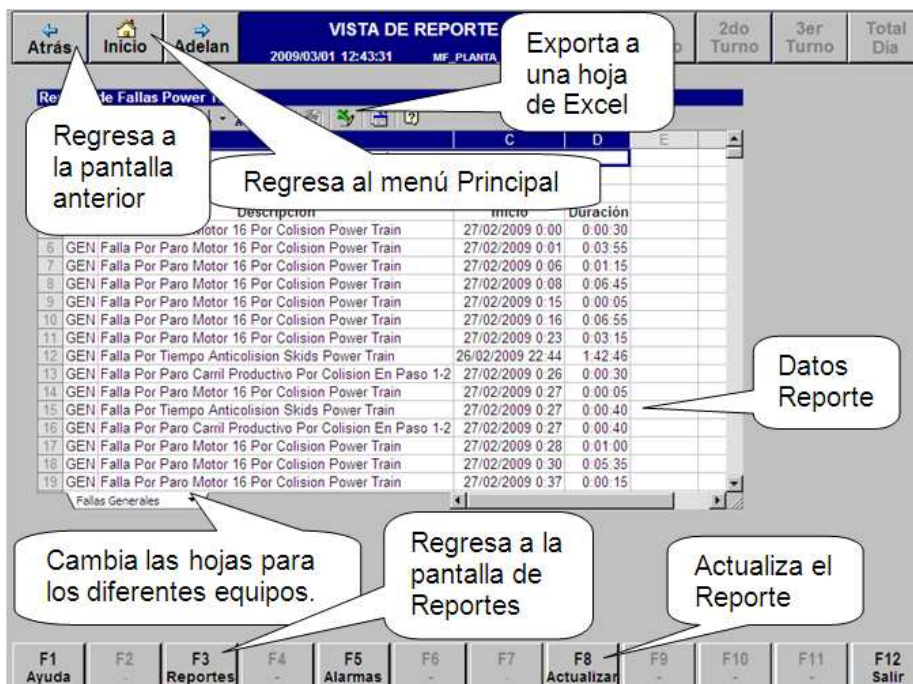 Atrás
Inicio
Adelan
VISTA DE REPORTE
2009/03/01 12:43:31 MF_PLANTA_
2do
Turno
3er
Turno
Total
Dia
Exporta a
una hoja
de Excel
de Fallas Power
Regresa a
la pantalla
anterior
Regresa al menú Principal
C D E
Descripción Inicio Duración
Motor 16 Por Colision Power Train 27/02/2009 0:00 0:00:30
6 GEN Falla Por Paro Motor 16 Por Colision Power Train 27/02/2009 0:01 0:03:55
7 GEN Falla Por Paro Motor 16 Por Colision Power Train 27/02/2009 0:06 0:01:15
8 GEN Falla Por Paro Motor 16 Por Colision Power Train 27/02/2009 0:08 0:06:45
9 GEN Falla Por Paro Motor 16 Por Colision Power Train 27/02/2009 0:15 0:00:05
10 GEN Falla Por Paro Motor 16 Por Colision Power Train 27/02/2009 0:16 0:06:55
11 GEN Falla Por Paro Motor 16 Por Colision Power Train 27/02/2009 0:23 0:03:15
12 GEN Falla Por Tiempo Anticolision Skids Power Train 26/02/2009 22:44 1:42:46
13 GEN Falla Por Paro Carril Productivo Por Colision En Paso 1-2 27/02/2009 0:26 0:00:30
14 GEN Falla Por Paro Motor 16 Por Colision Power Train 27/02/2009 0:27 0:00:05
15 GEN Falla Por Tiempo Anticolision Skids Power Train 27/02/2009 0:27 0:00:40
16 GEN Falla Por Paro Carril Productivo Por Colision En Paso 1-2 27/02/2009 0:27 0:00:40
17 GEN Falla Por Paro Motor 16 Por Colision Power Train 27/02/2009 0:28 0:01:00
18 GEN Falla Por Paro Motor 16 Por Colision Power Train 27/02/2009 0:30 0:05:35
19 GEN Falla Por Paro Motor 16 Por Colision Power Train 27/02/2009 0:37 0:00:15
Datos
Reporte
Fallas Generales
Cambia las hojas para
los diferentes equipos.
Regresa a la
pantalla de
Reportes
Actualiza el
Reporte
F1 F2 F3 F4 F5 F6 F7 F8 F9 F10 F11 F12
Ayuda - Reportes - Alarmas - - Actualizar - - - Salir